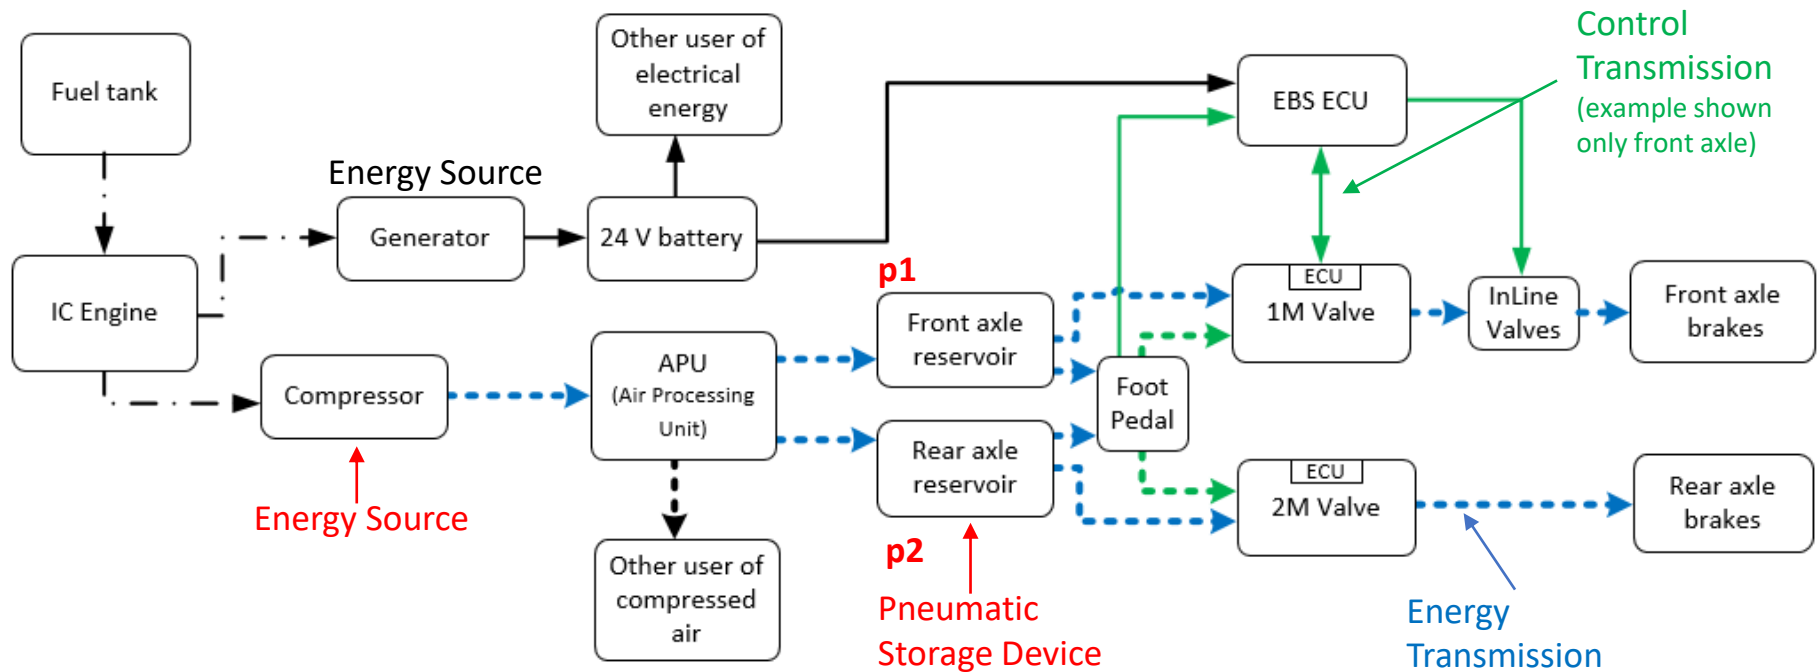 Fuel tank
Other user of
electrical
energy
EBS ECU
Control
Transmission
(example shown
only front axle)
Energy Source
Generator
24 V battery
IC Engine
p1
Front axle
reservoir
ECU
1M Valve
InLine
Valves
Front axle
brakes
Compressor
APU
(Air Processing
Unit)
Foot
Pedal
Rear axle
reservoir
ECU
2M Valve
Rear axle
brakes
Energy Source
p2
Other user of
compressed
air
Pneumatic
Storage Device
Energy
Transmission